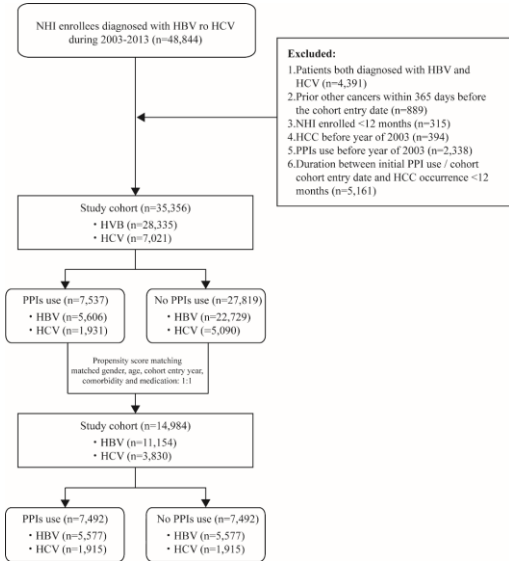 NHI enrollees diagnosed with HBV ro HCV
during 2003-2013 (n=48,844)
Excluded:
1.Patients both diagnosed with HBV and
HCV (n=4,391)
2.Prior other cancers within 365 days before
the cohort entry date (n=889)
3.NHI enrolled <12 months (n=315)
4.HCC before year of 2003 (n=394)
5.PPIs use before year of 2003 (n=2,338)
6.Duration between initial PPI use / cohort
cohort entry date and HCC occurrence <12
months (n=5,161)
Study cohort (n=35,356)
・HVB (n=28,335)
・HCV (n=7,021)
PPIs use (n=7,537)
・HBV (n=5,606)
・HCV (n=1,931)
No PPIs use (n=27,819)
・HBV (n=22,729)
・HCV (=5,090)
Propensity score matching
matched gender, age, cohort entry year,
comorbidity and medication: 1:1
Study cohort (n=14,984)
・HBV (n=11,154)
・HCV (n=3,830)
PPIs use (n=7,492)
・HBV (n=5,577)
・HCV (n=1,915)
No PPIs use (n=7,492)
・HBV (n=5,577)
・HCV (n=1,915)